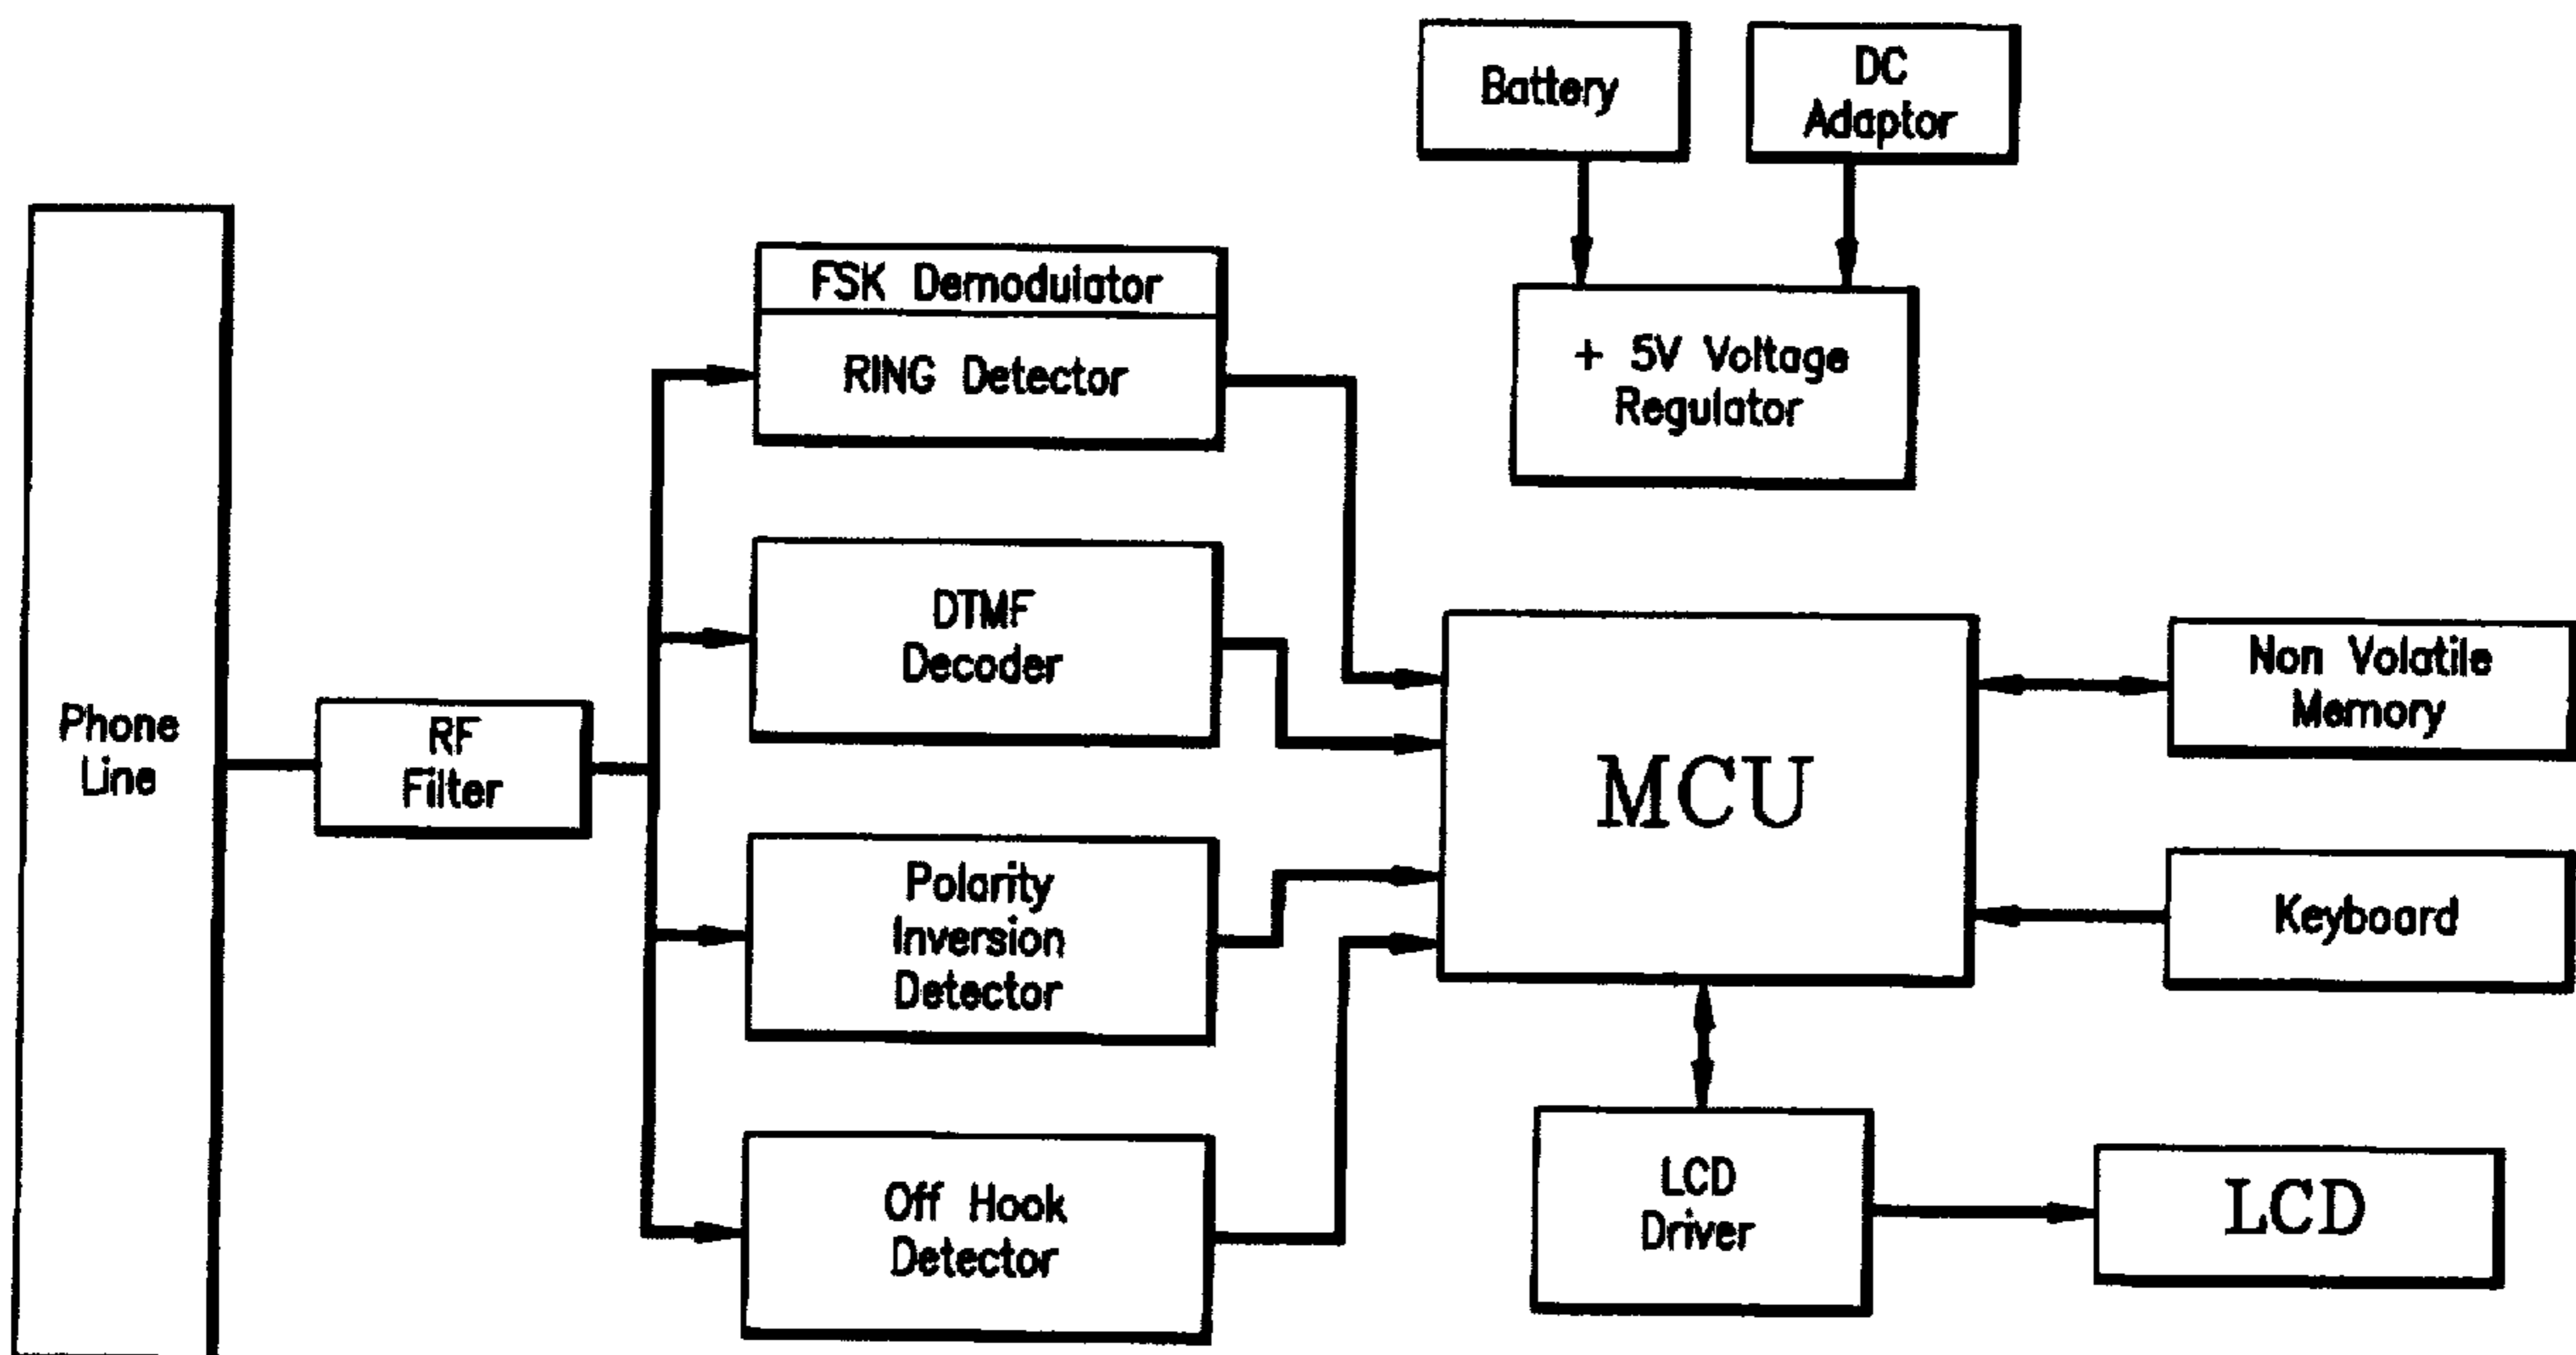 Battery
DC
Adaptor
+ 5V Voltage
Regulator
Phone
Line
RF
Filter
FSK Demodulator
RING Detector
DTMF
Decoder
Polarity
Inversion
Detector
Off Hook
Detector
MCU
Non Volatile
Memory
Keyboard
LCD
Driver
LCD